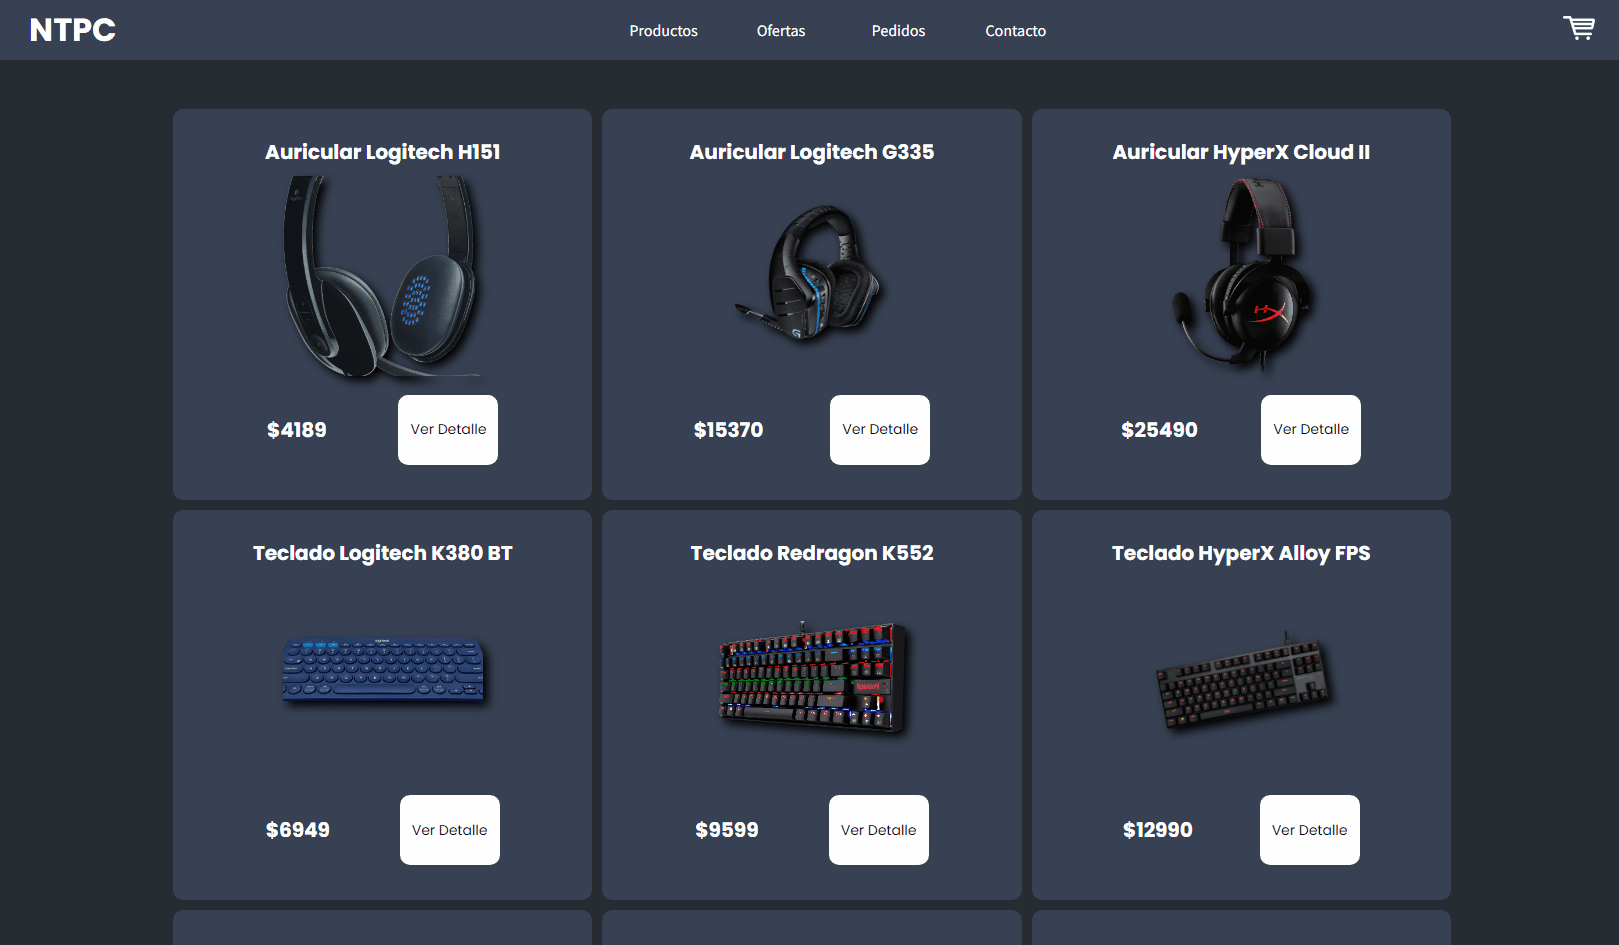 NTPC
Productos
Ofertas
Pedidos
Contacto
Auricular Logitech H151
Auricular Logitech G335
Auricular HyperX Cloud II
HX
$4189
Ver Detalle
$15370
Ver Detalle
$25490
Ver Detalle
Teclado Logitech K380 BT
Teclado Redragon K552
Teclado HyperX Alloy FPS
$6949
Ver Detalle
$9599
Ver Detalle
$12990
Ver Detalle